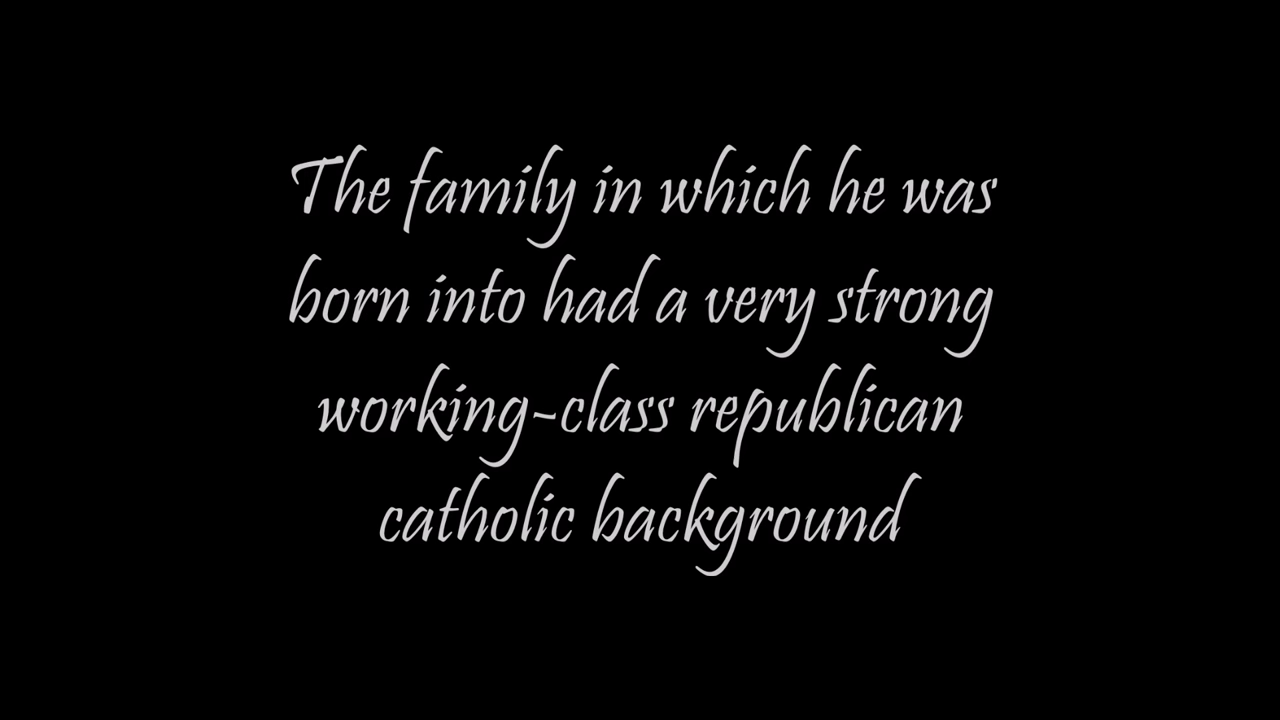 The family in which he was
born into had a very strong
working-class republican
catholic background